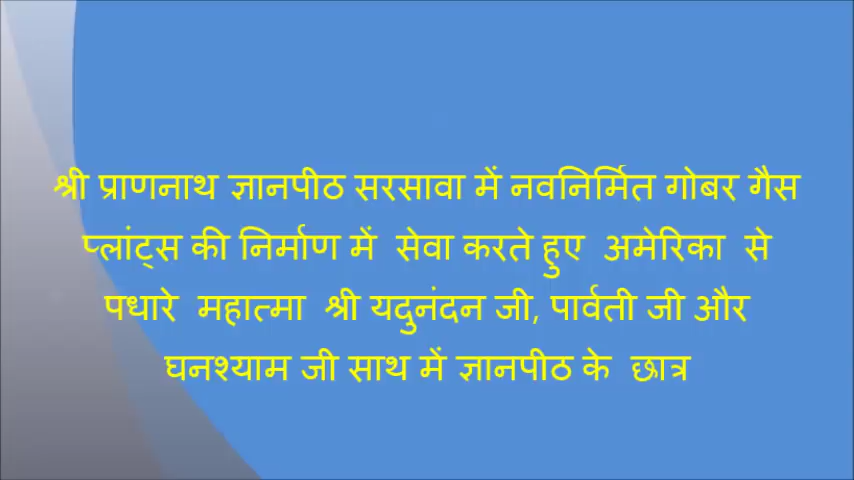 श्री प्राणनाथ ज्ञानपीठ सरसावा में नवनिर्मित गोबर गैस
प्लांट्स की निर्माण में सेवा करते हुए अमेरिका से
पधारे महात्मा श्री यदुनंदन जी, पार्वती जी और
घनश्याम जी साथ में ज्ञानपीठ के छात्र